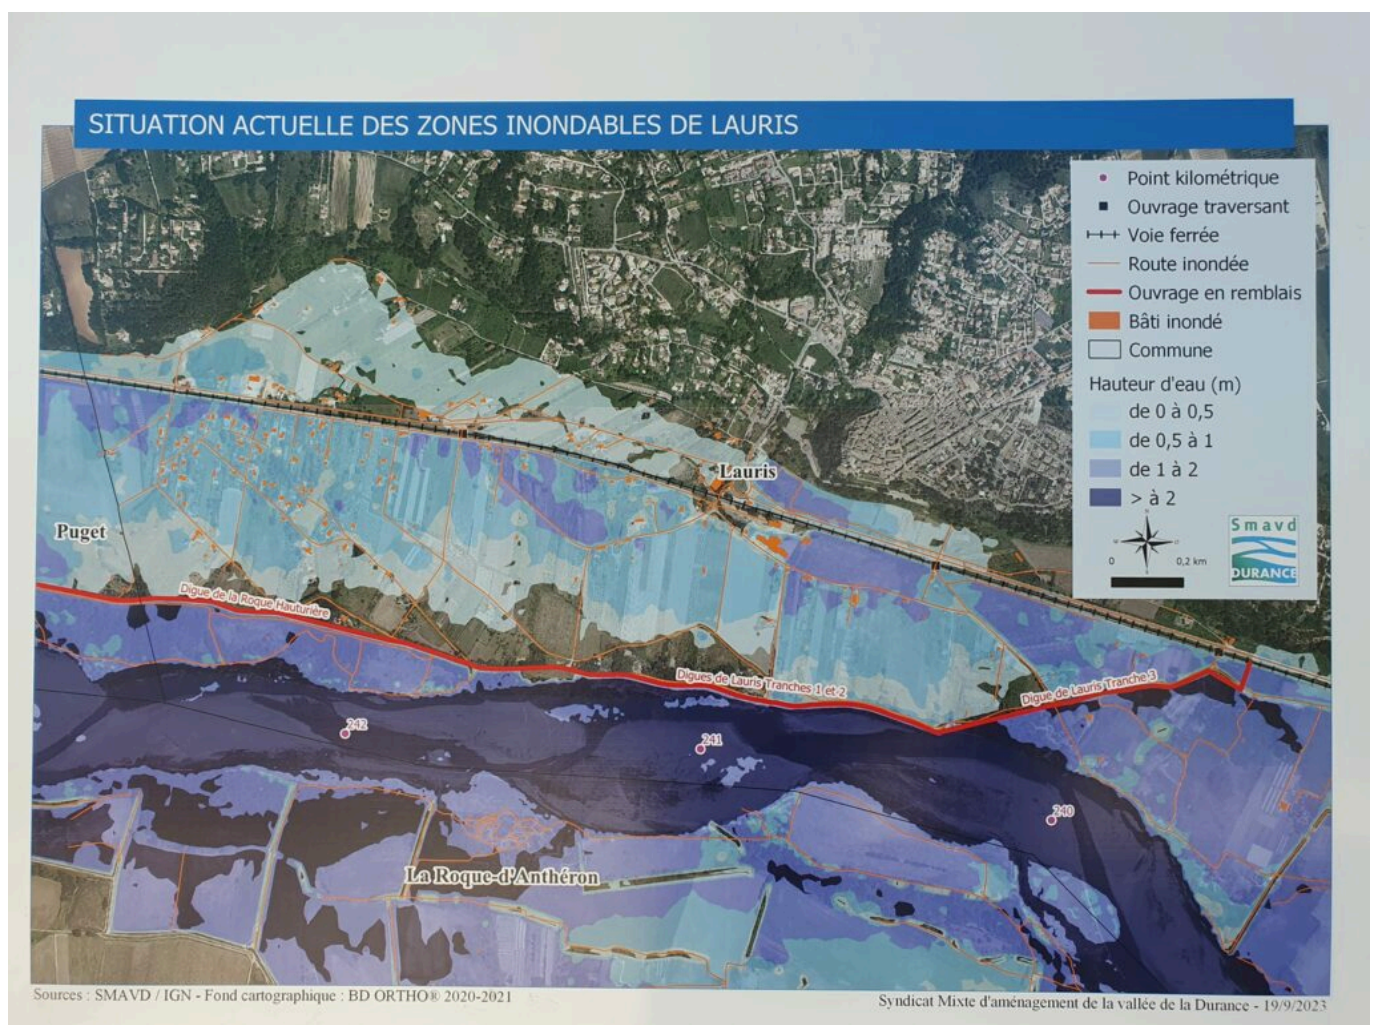 SITUATION ACTUELLE DES ZONES INONDABLES DE LAURIS
Point kilométrique
Ouvrage traversant
Voie ferrée
Route inondée
Ouvrage en remblais
Bâti inondé
Commune
Hauteur d'eau (m)
de 0 à 0,5
de 0,5 à 1
de 1 à 2
> à 2
N
W
O
S
0
0,2 km
Smavd
DURANCE
Lauris
Puget
Digue de la Roque Hauturière
Digues de Lauris Tranches 1 et 2
Digue de Lauris Tranche 3
242
241
240
La Roque-d'Anthéron
Sources : SMAVD / IGN - Fond cartographique : BD ORTHO® 2020-2021
Syndicat Mixte d'aménagement de la vallée de la Durance - 19/9/2023